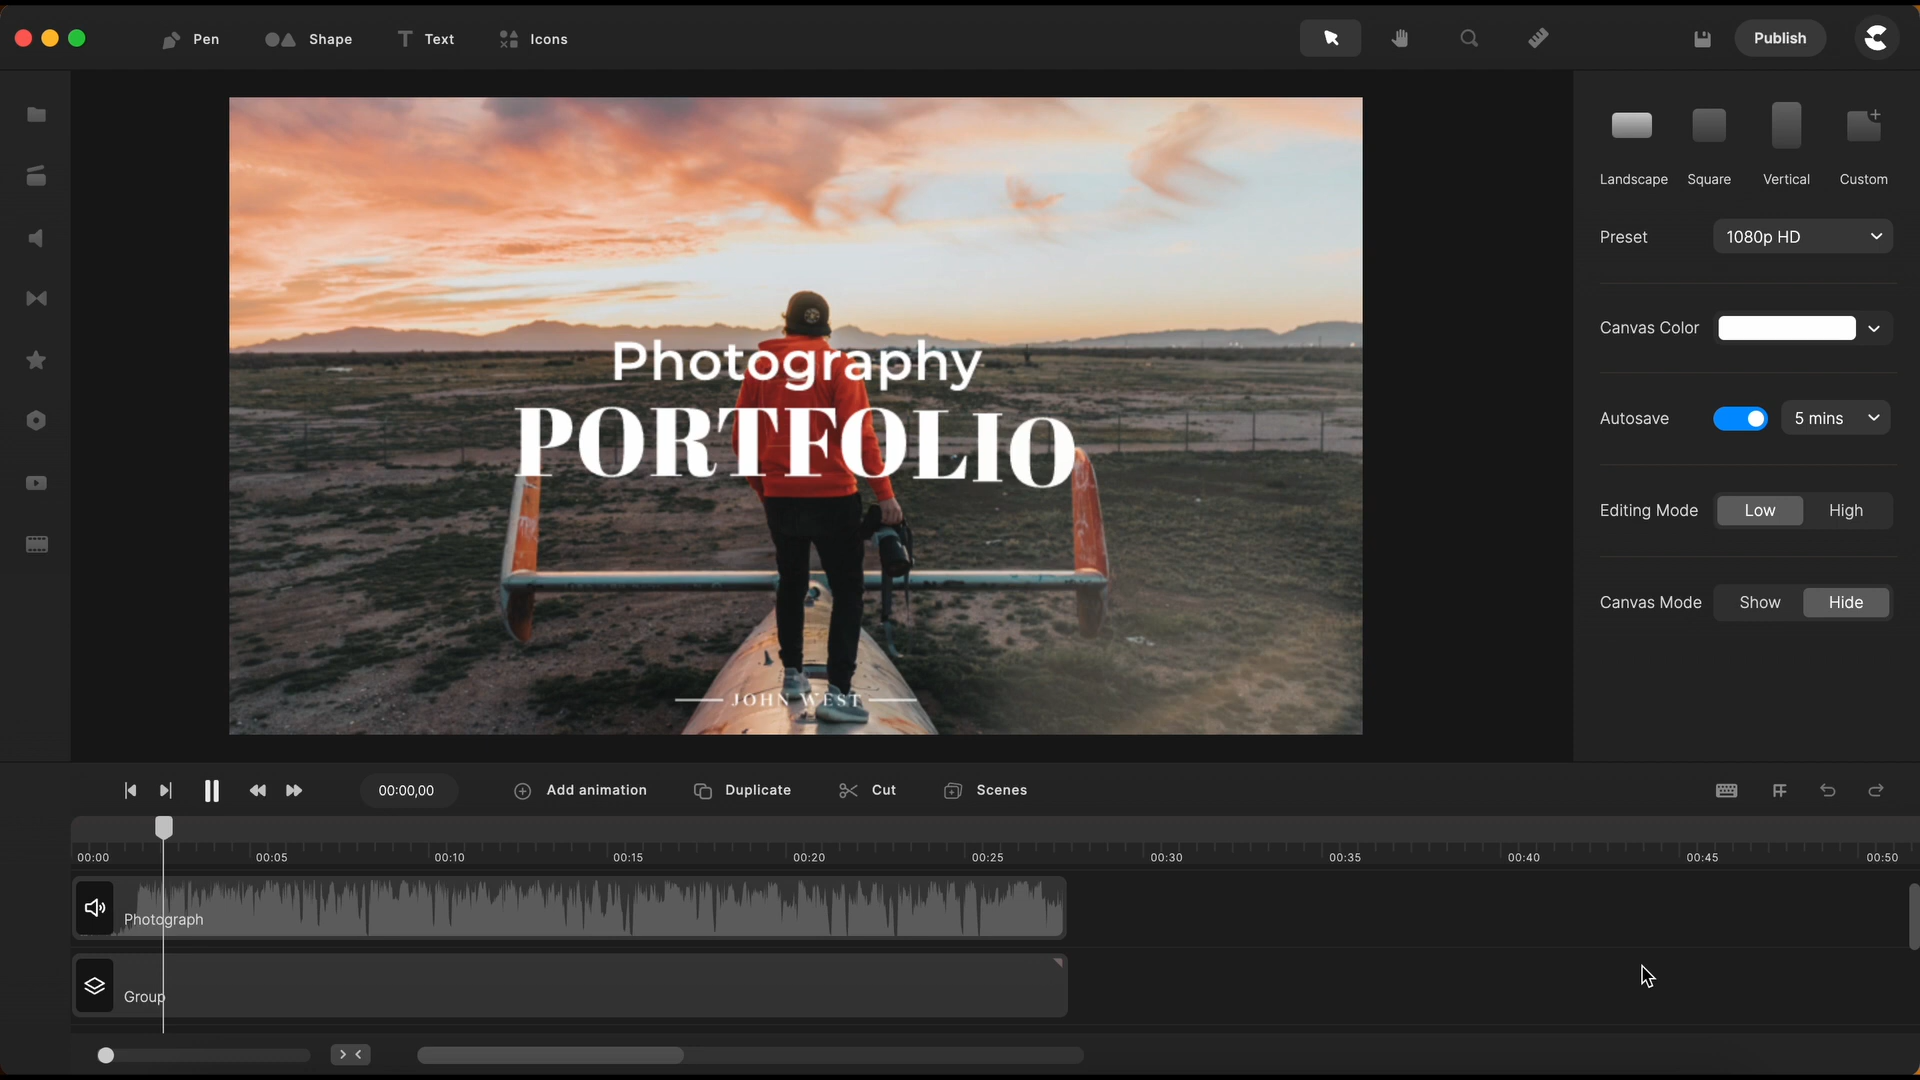 Pen
Shape
Text
Icons
Publish
Landscape
Square
Vertical
Custom
Preset
1080p HD
Canvas Color
Autosave
5 mins
Editing Mode
Low
High
Canvas Mode
Show
Hide
Photography
PORTFOLIO
JOHN WEST
00:00,00
Add animation
Duplicate
Cut
Scenes
00:00
00:05
00:10
00:15
00:20
00:25
00:30
00:35
00:40
00:45
00:50
Photograph
Group